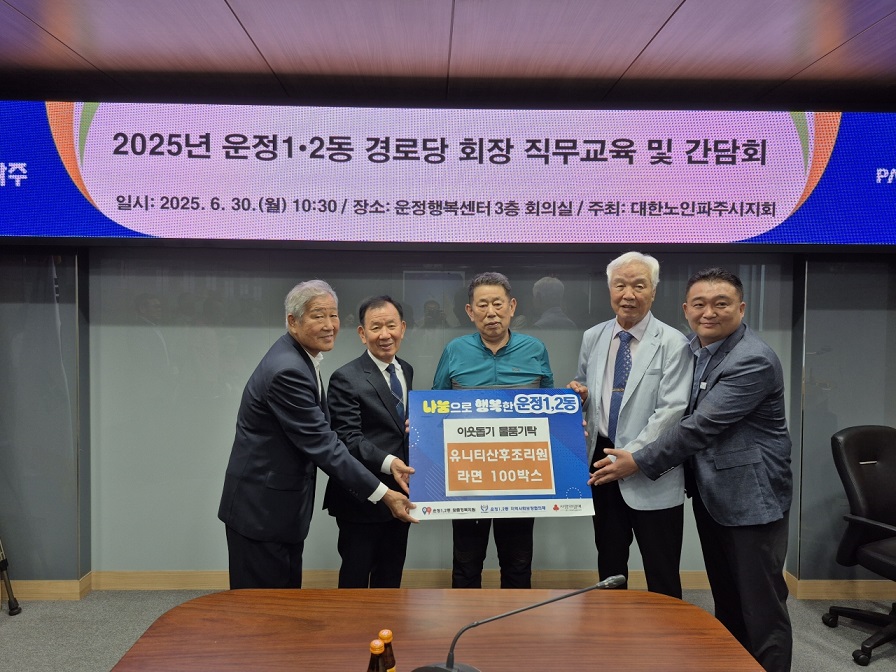 2025년 운정1·2동 경로당 회장 직무교육 및 간담회
일시: 2025. 6. 30.(월) 10:30 / 장소: 운정행복센터 3층 회의실 / 주최: 대한노인파주시지회
나눔으로 행복한 운정1,2동
이웃돕기 물품기탁
유니티산후조리원
라면 100박스